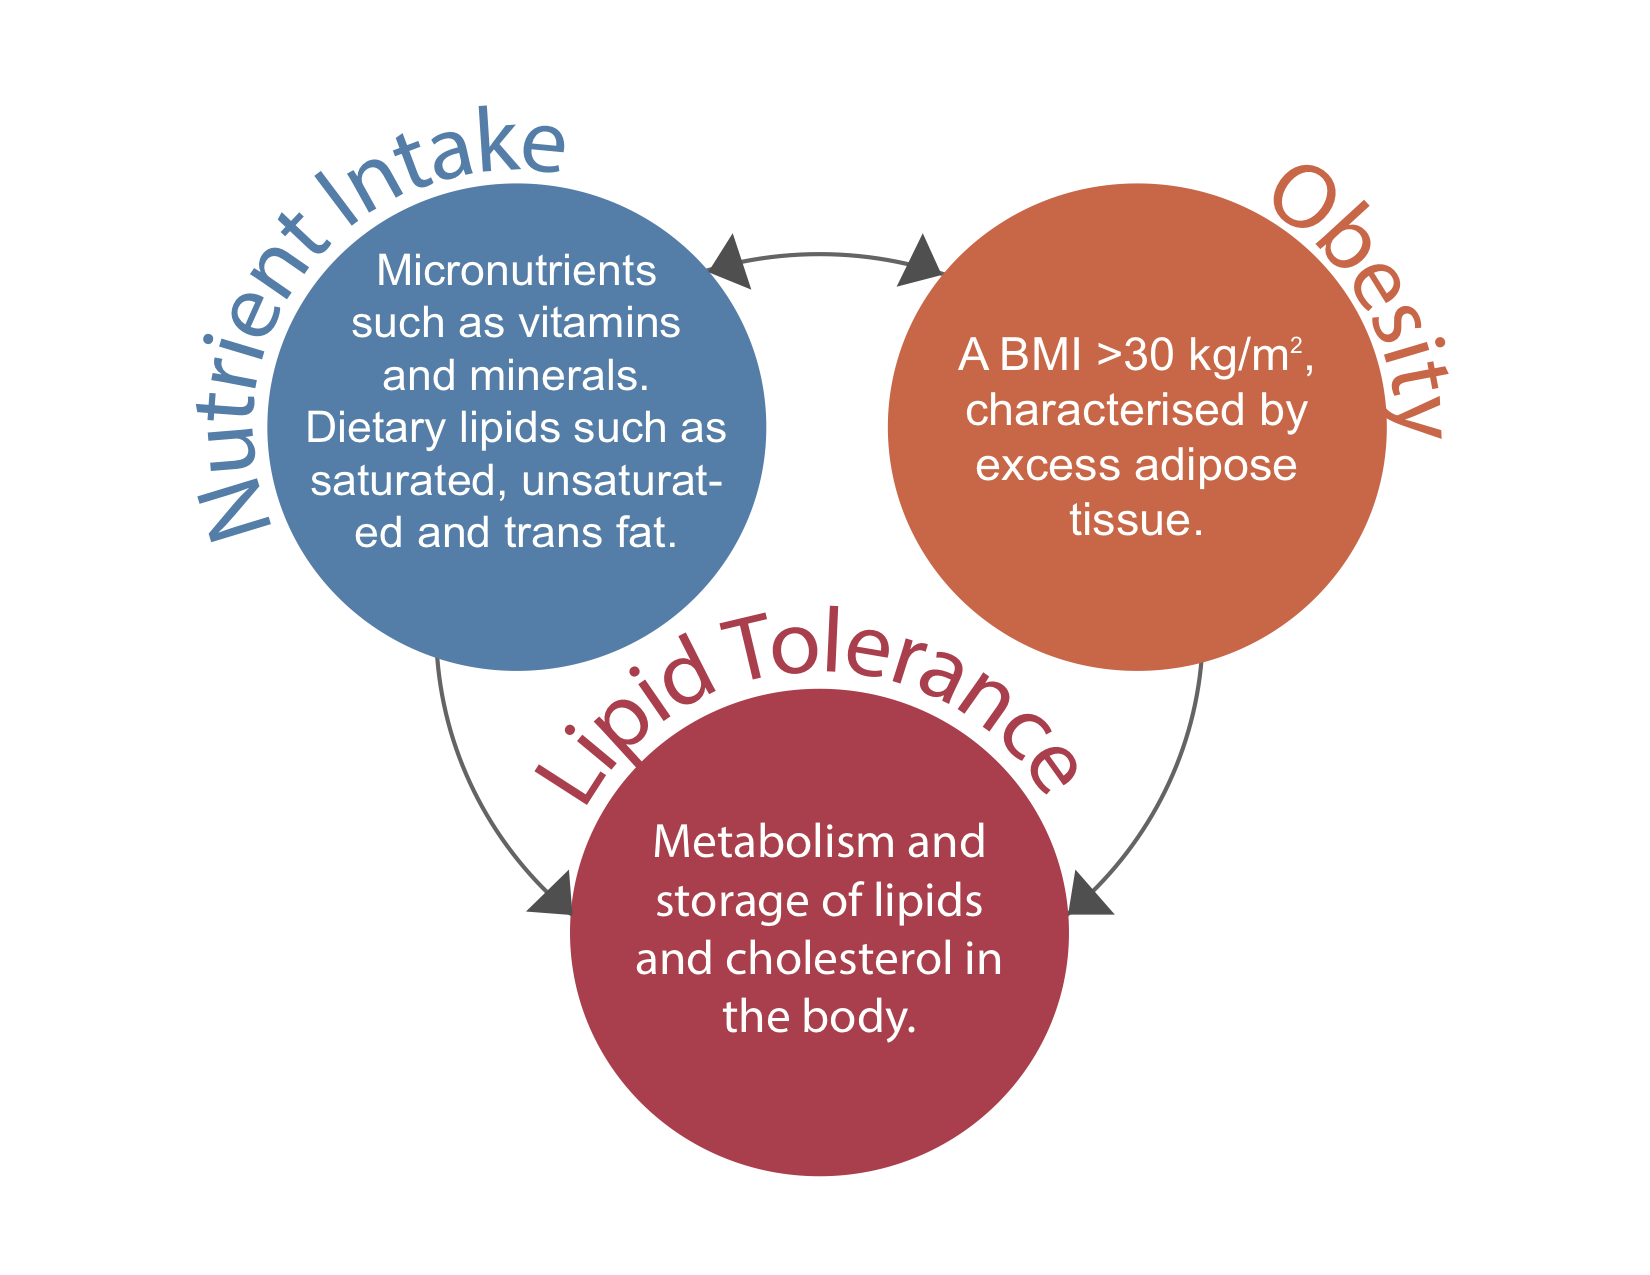 Nutrient Intake
Micronutrients
such as vitamins
and minerals.
Dietary lipids such as
saturated, unsaturat-
ed and trans fat.
Obesity
A BMI >30 kg/m²,
characterised by
excess adipose
tissue.
Lipid Tolerance
Metabolism and
storage of lipids
and cholesterol in
the body.